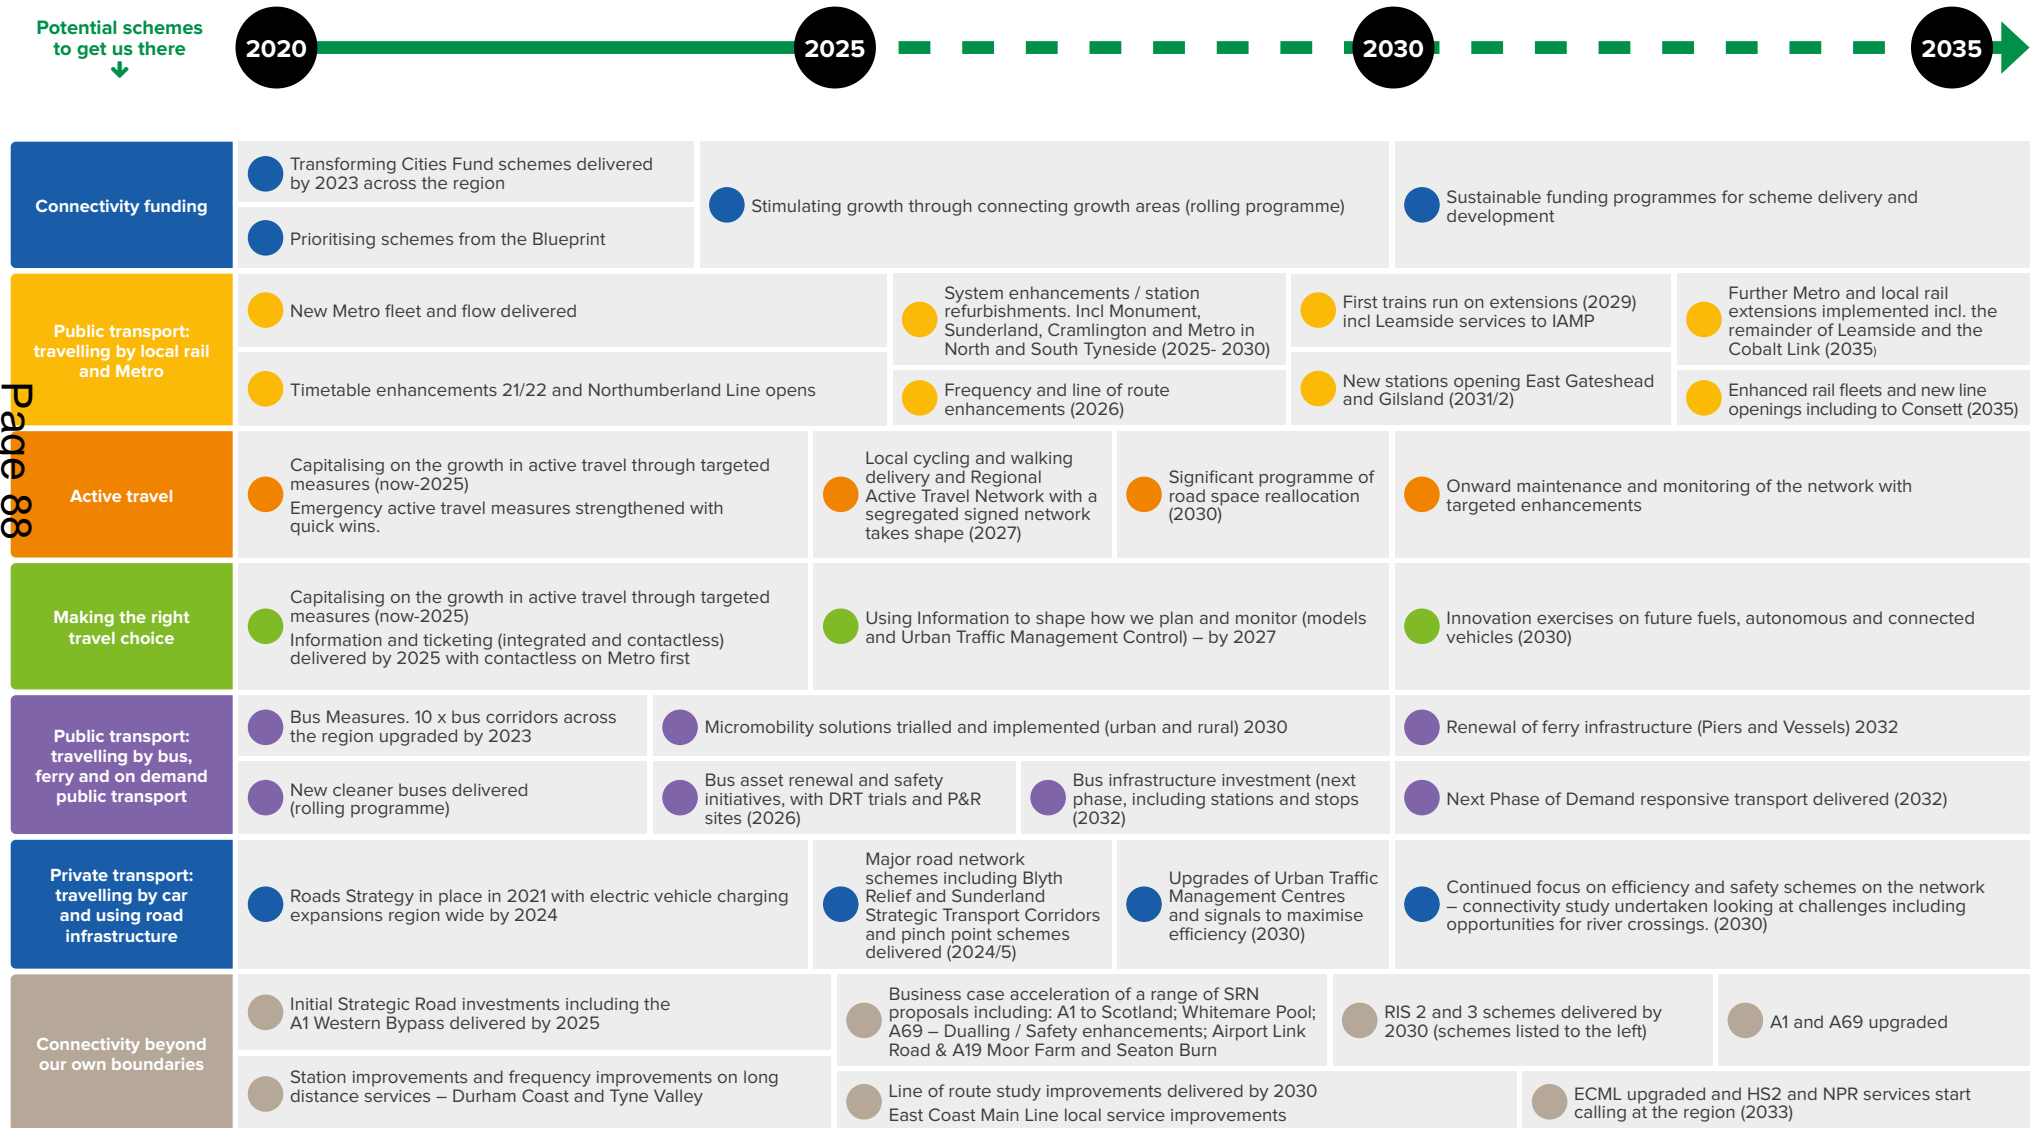 Potential schemes
to get us there
2020
2025
2030
2035
Connectivity funding
Transforming Cities Fund schemes delivered
by 2023 across the region
Prioritising schemes from the Blueprint
Stimulating growth through connecting growth areas (rolling programme)
Sustainable funding programmes for scheme delivery and
development
Public transport:
travelling by local rail
and Metro
New Metro fleet and flow delivered
Timetable enhancements 21/22 and Northumberland Line opens
System enhancements / station
refurbishments. Incl Monument,
Sunderland, Cramlington and Metro in
North and South Tyneside (2025- 2030)
Frequency and line of route
enhancements (2026)
First trains run on extensions (2029)
incl Leamside services to IAMP
New stations opening East Gateshead
and Gilsland (2031/2)
Further Metro and local rail
extensions implemented incl. the
remainder of Leamside and the
Cobalt Link (2035)
Enhanced rail fleets and new line
openings including to Consett (2035)
Page 88
Active travel
Capitalising on the growth in active travel through targeted
measures (now-2025)
Emergency active travel measures strengthened with
quick wins.
Local cycling and walking
delivery and Regional
Active Travel Network with a
segregated signed network
takes shape (2027)
Significant programme of
road space reallocation
(2030)
Onward maintenance and monitoring of the network with
targeted enhancements
Making the right
travel choice
Capitalising on the growth in active travel through targeted
measures (now-2025)
Information and ticketing (integrated and contactless)
delivered by 2025 with contactless on Metro first
Using Information to shape how we plan and monitor (models
and Urban Traffic Management Control) – by 2027
Innovation exercises on future fuels, autonomous and connected
vehicles (2030)
Public transport:
travelling by bus,
ferry and on demand
public transport
Bus Measures. 10 x bus corridors across
the region upgraded by 2023
New cleaner buses delivered
(rolling programme)
Micromobility solutions trialled and implemented (urban and rural) 2030
Bus asset renewal and safety
initiatives, with DRT trials and P&R
sites (2026)
Bus infrastructure investment (next
phase, including stations and stops
(2032)
Renewal of ferry infrastructure (Piers and Vessels) 2032
Next Phase of Demand responsive transport delivered (2032)
Private transport:
travelling by car
and using road
infrastructure
Roads Strategy in place in 2021 with electric vehicle charging
expansions region wide by 2024
Major road network
schemes including Blyth
Relief and Sunderland
Strategic Transport Corridors
and pinch point schemes
delivered (2024/5)
Upgrades of Urban Traffic
Management Centres
and signals to maximise
efficiency (2030)
Continued focus on efficiency and safety schemes on the network
– connectivity study undertaken looking at challenges including
opportunities for river crossings. (2030)
Connectivity beyond
our own boundaries
Initial Strategic Road investments including the
A1 Western Bypass delivered by 2025
Station improvements and frequency improvements on long
distance services – Durham Coast and Tyne Valley
Business case acceleration of a range of SRN
proposals including: A1 to Scotland; Whitemare Pool;
A69 – Dualling / Safety enhancements; Airport Link
Road & A19 Moor Farm and Seaton Burn
Line of route study improvements delivered by 2030
East Coast Main Line local service improvements
RIS 2 and 3 schemes delivered by
2030 (schemes listed to the left)
A1 and A69 upgraded
ECML upgraded and HS2 and NPR services start
calling at the region (2033)